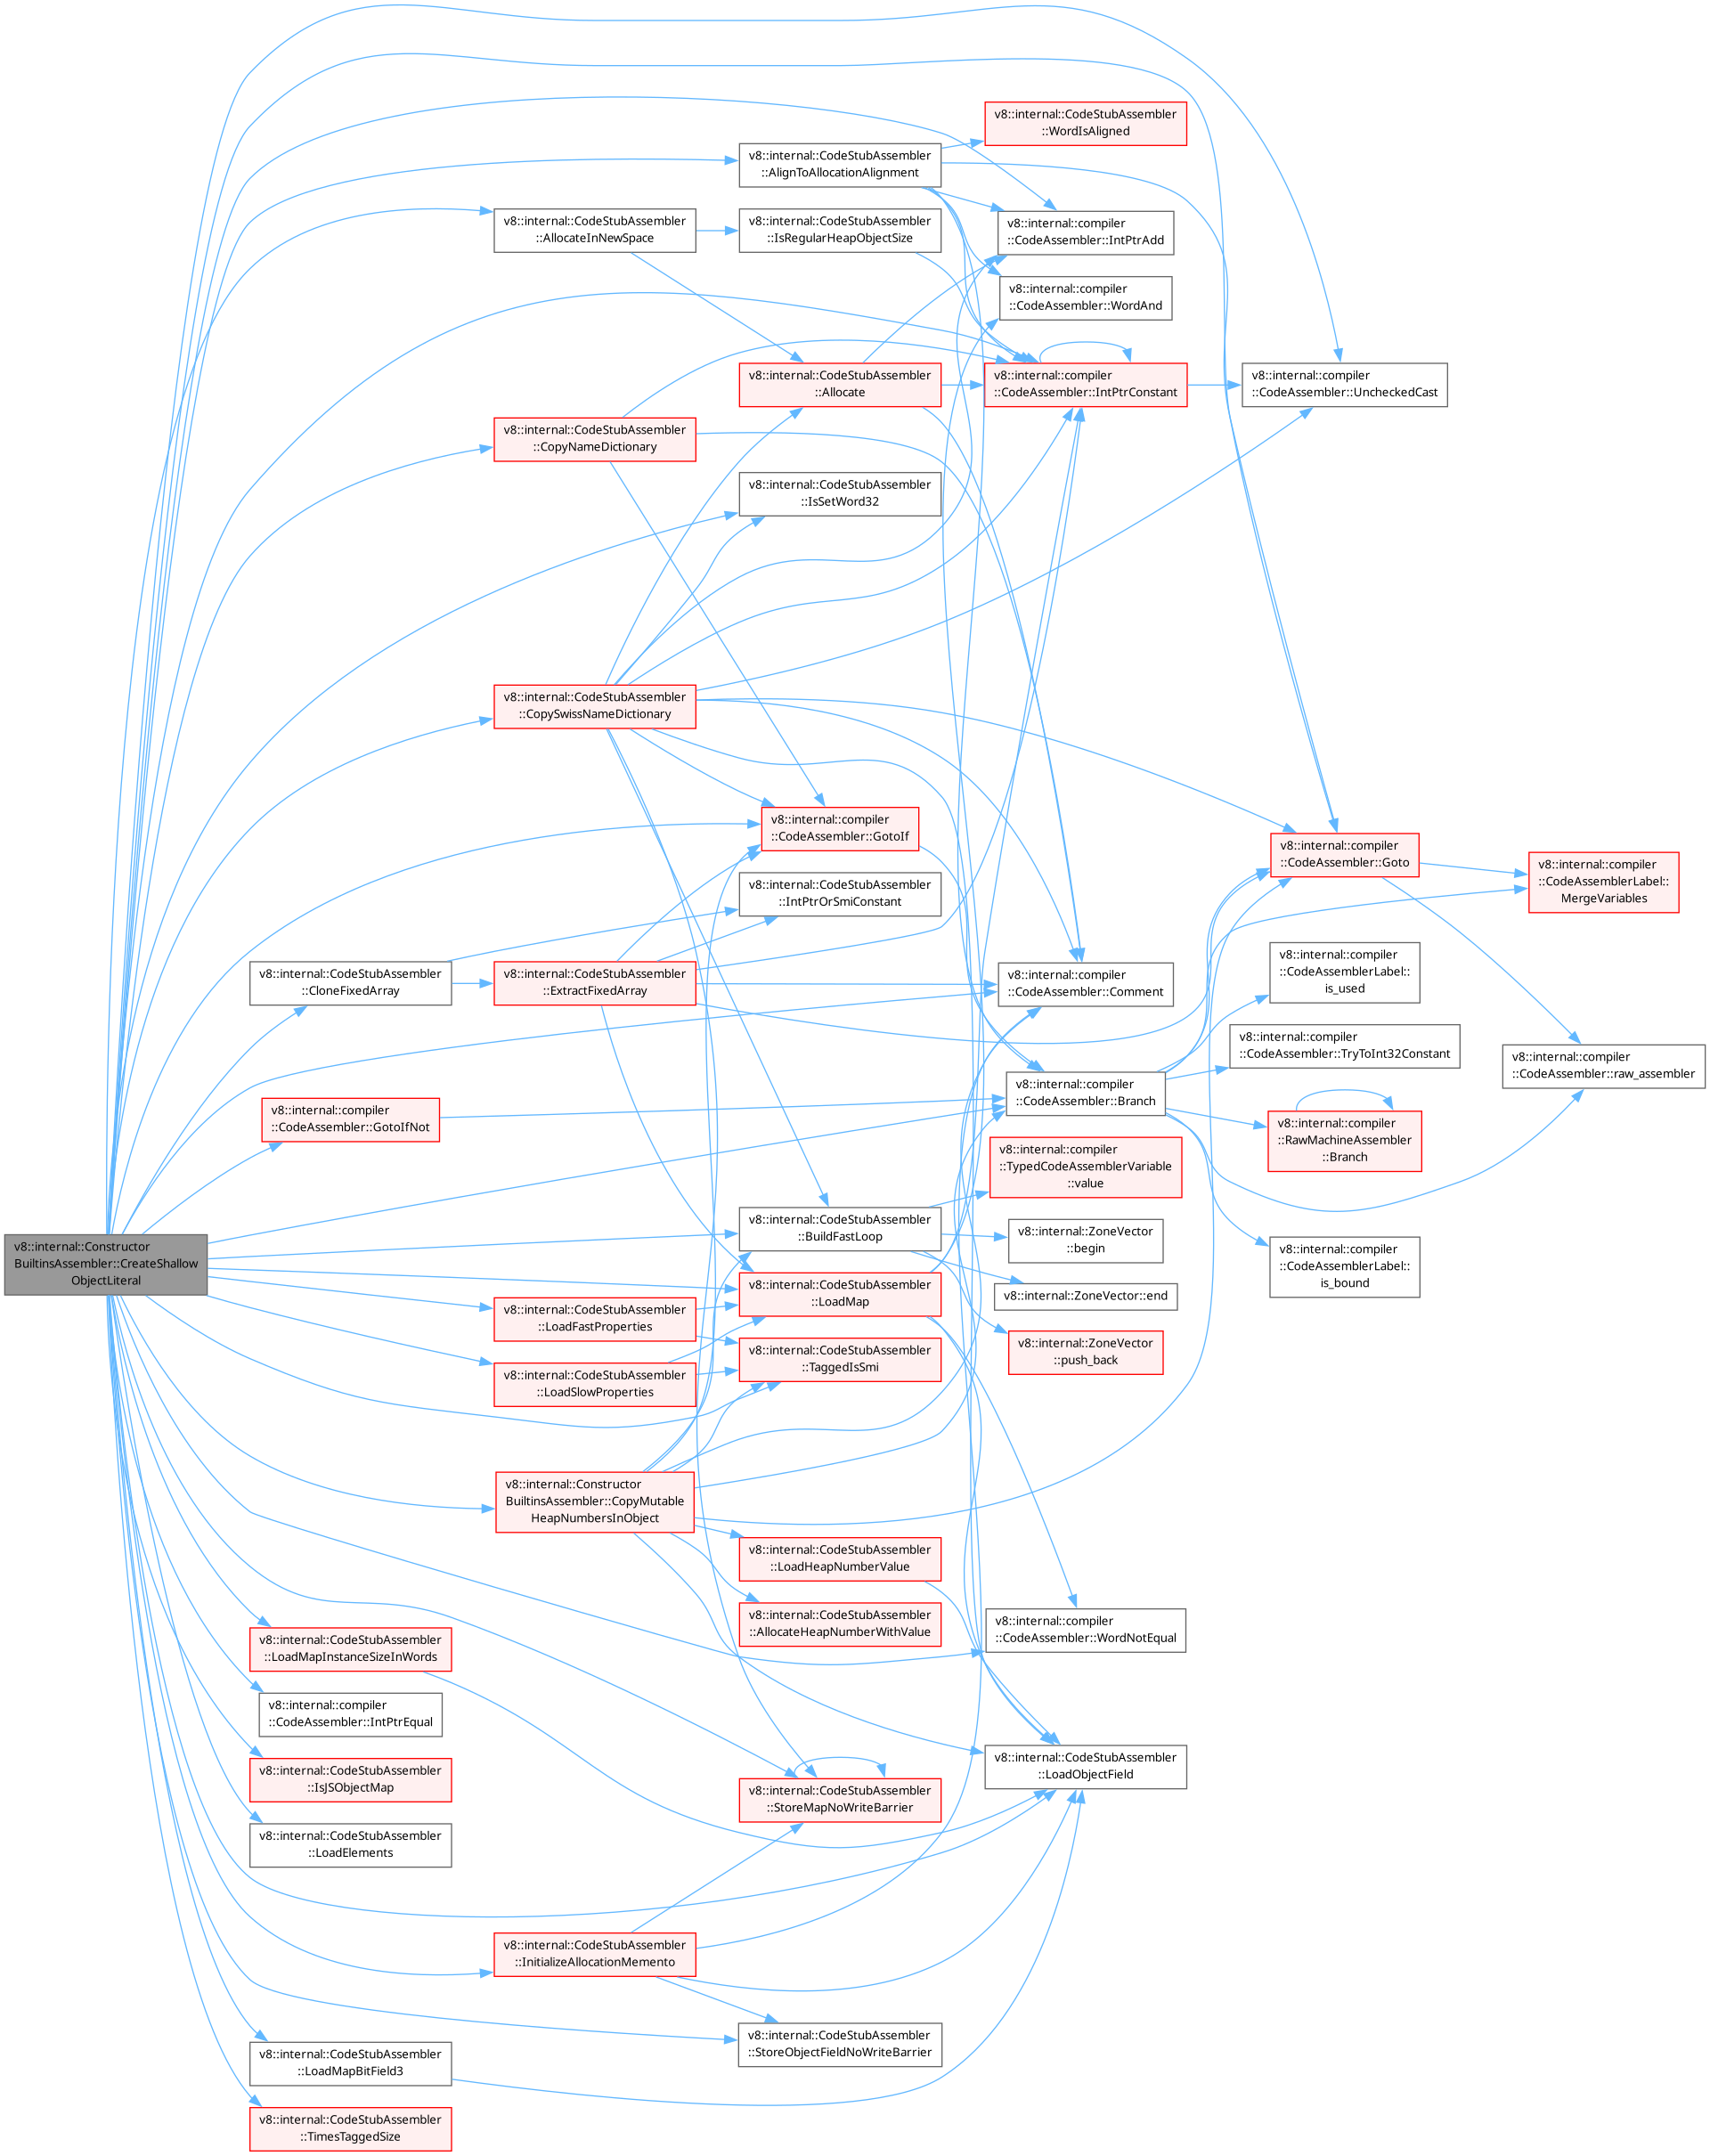 v8::internal::Constructor
BuiltinsAssembler::CreateShallow
ObjectLiteral
v8::internal::CodeStubAssembler
::AllocateInNewSpace
v8::internal::CodeStubAssembler
::CopyNameDictionary
v8::internal::CodeStubAssembler
::CopySwissNameDictionary
v8::internal::CodeStubAssembler
::CloneFixedArray
v8::internal::CodeStubAssembler
::ExtractFixedArray
v8::internal::compiler
::CodeAssembler::GotoIfNot
v8::internal::CodeStubAssembler
::LoadFastProperties
v8::internal::CodeStubAssembler
::LoadSlowProperties
v8::internal::Constructor
BuiltinsAssembler::CopyMutable
HeapNumbersInObject
v8::internal::CodeStubAssembler
::LoadMapInstanceSizeInWords
v8::internal::compiler
::CodeAssembler::IntPtrEqual
v8::internal::CodeStubAssembler
::IsJSObjectMap
v8::internal::CodeStubAssembler
::LoadElements
v8::internal::CodeStubAssembler
::InitializeAllocationMemento
v8::internal::CodeStubAssembler
::LoadMapBitField3
v8::internal::CodeStubAssembler
::TimesTaggedSize
v8::internal::CodeStubAssembler
::AlignToAllocationAlignment
v8::internal::CodeStubAssembler
::IsRegularHeapObjectSize
v8::internal::CodeStubAssembler
::Allocate
v8::internal::CodeStubAssembler
::IsSetWord32
v8::internal::compiler
::CodeAssembler::GotoIf
v8::internal::CodeStubAssembler
::IntPtrOrSmiConstant
v8::internal::CodeStubAssembler
::BuildFastLoop
v8::internal::CodeStubAssembler
::LoadMap
v8::internal::CodeStubAssembler
::TaggedIsSmi
v8::internal::CodeStubAssembler
::LoadHeapNumberValue
v8::internal::CodeStubAssembler
::AllocateHeapNumberWithValue
v8::internal::CodeStubAssembler
::StoreMapNoWriteBarrier
v8::internal::CodeStubAssembler
::StoreObjectFieldNoWriteBarrier
v8::internal::CodeStubAssembler
::WordIsAligned
v8::internal::compiler
::CodeAssembler::IntPtrAdd
v8::internal::compiler
::CodeAssembler::WordAnd
v8::internal::compiler
::CodeAssembler::IntPtrConstant
v8::internal::compiler
::CodeAssembler::Comment
v8::internal::compiler
::CodeAssembler::Branch
v8::internal::compiler
::TypedCodeAssemblerVariable
::value
v8::internal::ZoneVector
::begin
v8::internal::ZoneVector::end
v8::internal::ZoneVector
::push_back
v8::internal::compiler
::CodeAssembler::WordNotEqual
v8::internal::CodeStubAssembler
::LoadObjectField
v8::internal::compiler
::CodeAssembler::UncheckedCast
v8::internal::compiler
::CodeAssembler::Goto
v8::internal::compiler
::CodeAssemblerLabel::
is_used
v8::internal::compiler
::CodeAssembler::TryToInt32Constant
v8::internal::compiler
::RawMachineAssembler
::Branch
v8::internal::compiler
::CodeAssemblerLabel::
is_bound
v8::internal::compiler
::CodeAssemblerLabel::
MergeVariables
v8::internal::compiler
::CodeAssembler::raw_assembler